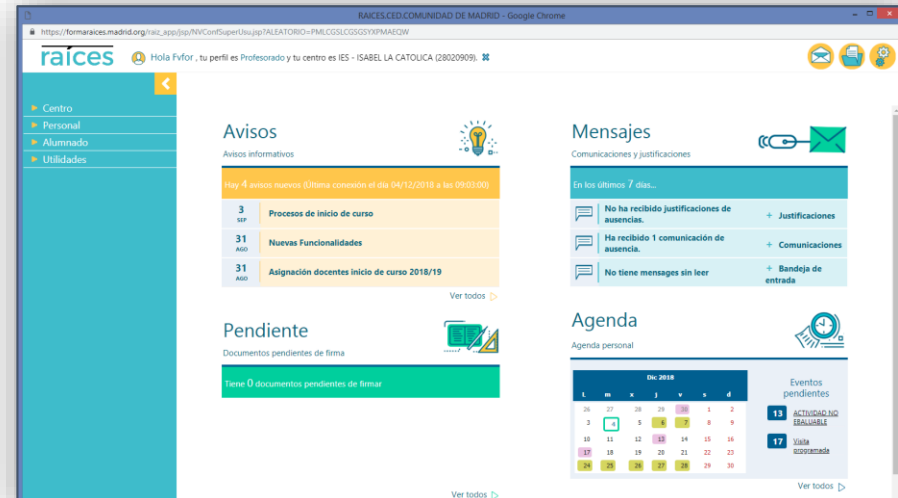 RAICES.CED.COMUNIDAD DE MADRID - Google Chrome
https://formaraices.madrid.org/raiz_app/jsp/NVConfSuperUsu.jsp?ALEATORIO=PMLCGSLCGSGSYXPMAEQW
raíces
Hola Fvfor , tu perfil es Profesorado y tu centro es IES - ISABEL LA CATOLICA (28020909).
Centro
Personal
Alumnado
Utilidades
Avisos
Avisos informativos
Hay 4 avisos nuevos (Última conexión el día 04/12/2018 a las 09:03:00)
3 SEP Procesos de inicio de curso
31 AGO Nuevas Funcionalidades
31 AGO Asignación docentes inicio de curso 2018/19
Ver todos
Mensajes
Comunicaciones y justificaciones
En los últimos 7 días...
No ha recibido justificaciones de
ausencias.
+ Justificaciones
Ha recibido 1 comunicación de
ausencia.
+ Comunicaciones
No tiene mensages sin leer
+ Bandeja de
entrada
Pendiente
Documentos pendientes de firma
Tiene 0 documentos pendientes de firmar
Ver todos
Agenda
Agenda personal
Dic 2018
L m x j v s d
26 27 28 29 30 1 2
3 4 5 6 7 8 9
10 11 12 13 14 15 16
17 18 19 20 21 22 23
24 25 26 27 28 29 30
Eventos
pendientes
13 ACTIVIDAD NO
EBALUABLE
17 Visita
programada
Ver todos